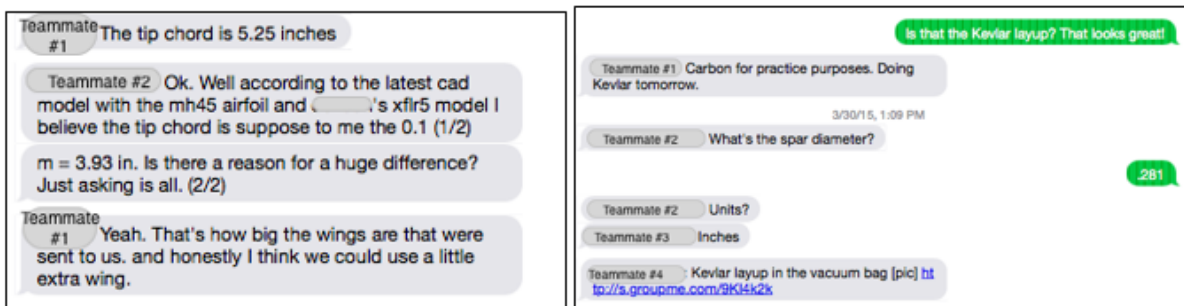 Teammate #1 The tip chord is 5.25 inches
Teammate #2 Ok. Well according to the latest cad
model with the mh45 airfoil and 's xflr5 model I
believe the tip chord is suppose to me the 0.1 (1/2)
m = 3.93 in. Is there a reason for a huge difference?
Just asking is all. (2/2)
Teammate #1 Yeah. That's how big the wings are that were
sent to us. and honestly I think we could use a little
extra wing.
Is that the Kevlar layup? That looks great!
Teammate #1 Carbon for practice purposes. Doing
Kevlar tomorrow.
3/30/15, 1:09 PM
Teammate #2 What's the spar diameter?
.281
Teammate #2 Units?
Teammate #3 Inches
Teammate #4 : Kevlar layup in the vacuum bag [pic] ht
tp://s.groupme.com/9Kl4k2k